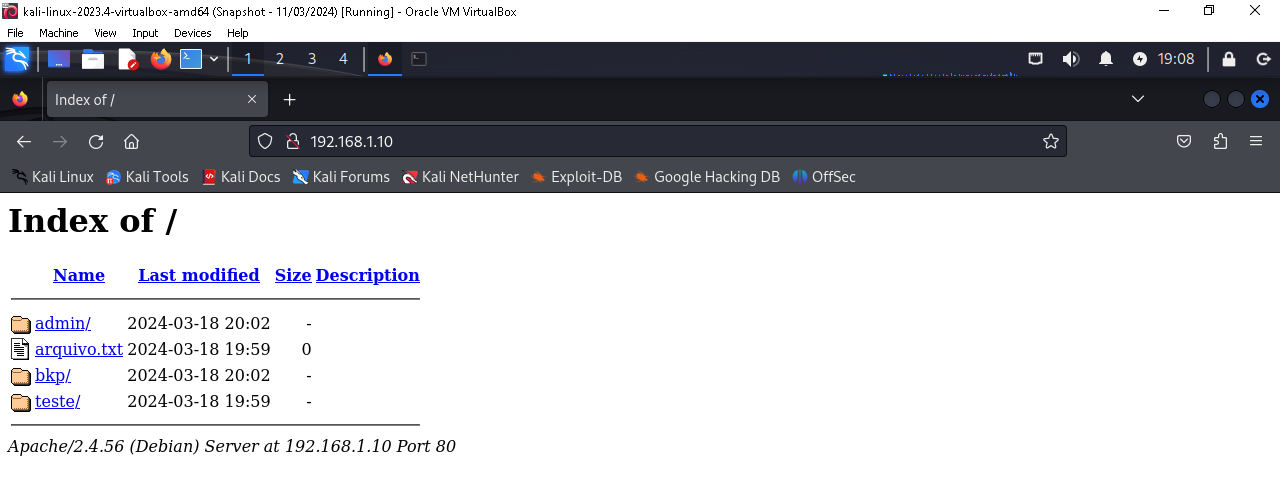 kali-linux-2023.4-virtualbox-amd64 (Snapshot - 11/03/2024) [Running] - Oracle VM VirtualBox
File Machine View Input Devices Help
1 2 3 4 19:08
Index of /
192.168.1.10
Kali Linux Kali Tools Kali Docs Kali Forums Kali NetHunter Exploit-DB Google Hacking DB OffSec
Index of /
Name Last modified Size Description
admin/ 2024-03-18 20:02 -
arquivo.txt 2024-03-18 19:59 0
bkp/ 2024-03-18 20:02 -
teste/ 2024-03-18 19:59 -
Apache/2.4.56 (Debian) Server at 192.168.1.10 Port 80